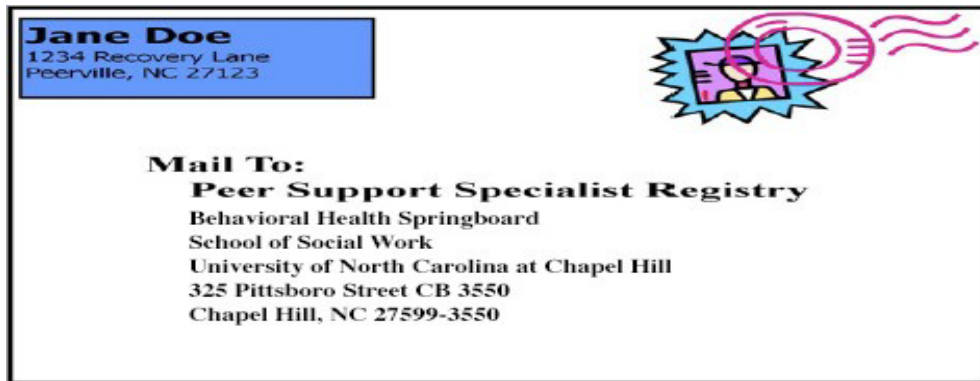 Jane Doe
1234 Recovery Lane
Peerville, NC 27123
Mail To:
Peer Support Specialist Registry
Behavioral Health Springboard
School of Social Work
University of North Carolina at Chapel Hill
325 Pittsboro Street CB 3550
Chapel Hill, NC 27599-3550